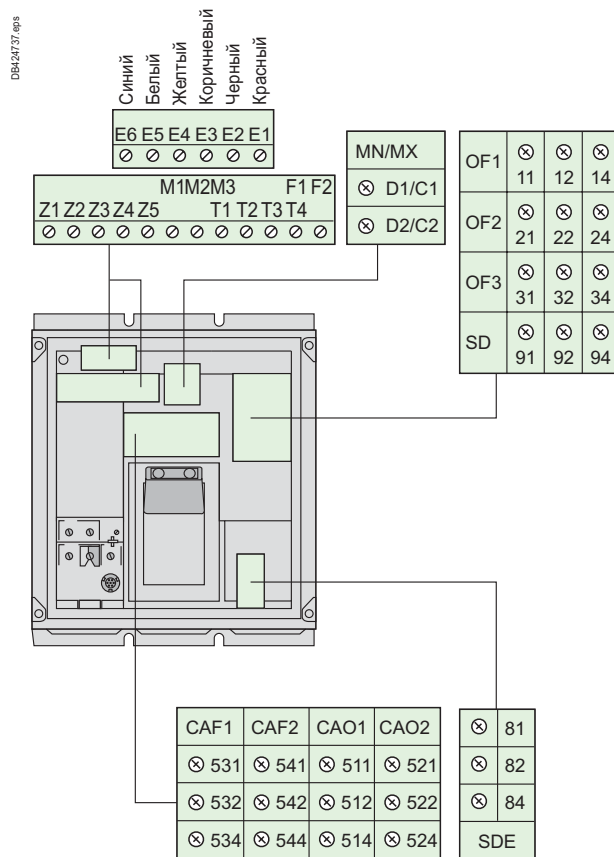 DB424737.eps
Синий
Белый
Желтый
Коричневый
Черный
Красный
E6 E5 E4 E3 E2 E1
M1 M2 M3 F1 F2
Z1 Z2 Z3 Z4 Z5 T1 T2 T3 T4
MN/MX
D1/C1
D2/C2
OF1 11 12 14
OF2 21 22 24
OF3 31 32 34
SD 91 92 94
CAF1 CAF2 CAO1 CAO2
531 541 511 521
532 542 512 522
534 544 514 524
81
82
84
SDE